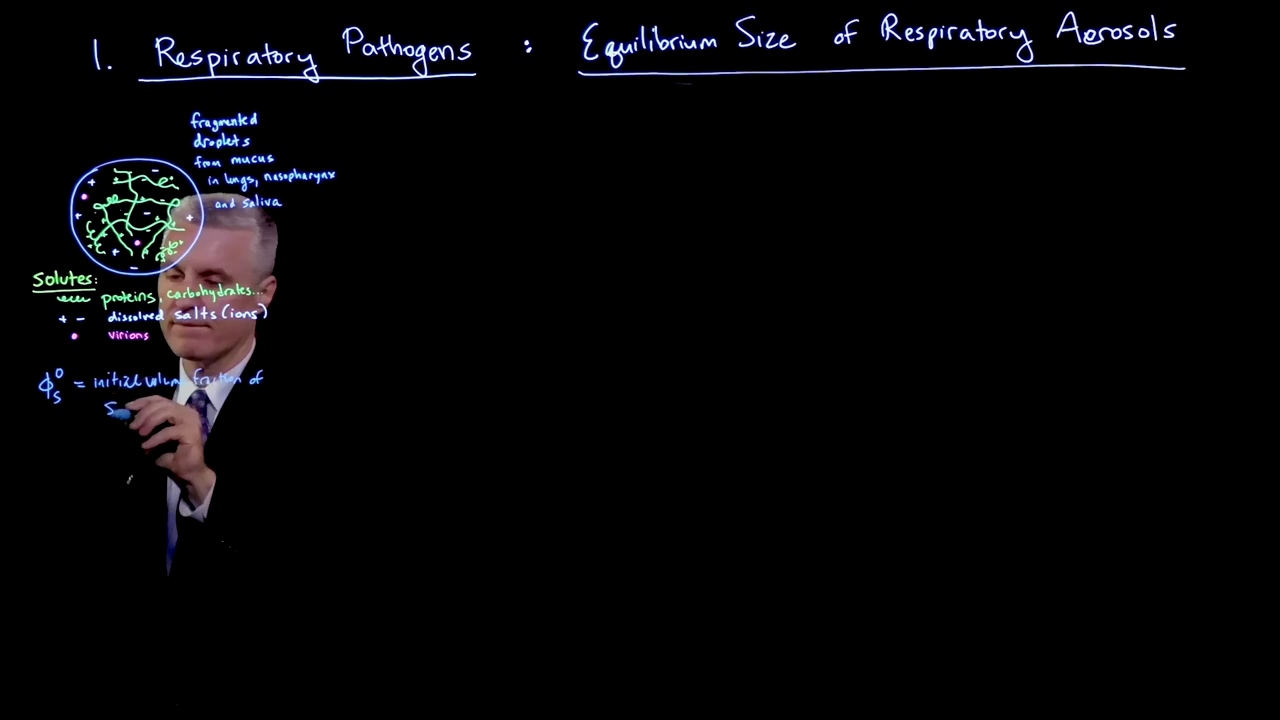 1. Respiratory Pathogens : Equilibrium Size of Respiratory Aerosols
fragmented
droplets
from mucus
in lungs, nasopharynx
and saliva
Solutes:
proteins, carbohydrates...
+ - dissolved salts (ions)
• virions
ϕₛ⁰ = initial volume fraction of
S